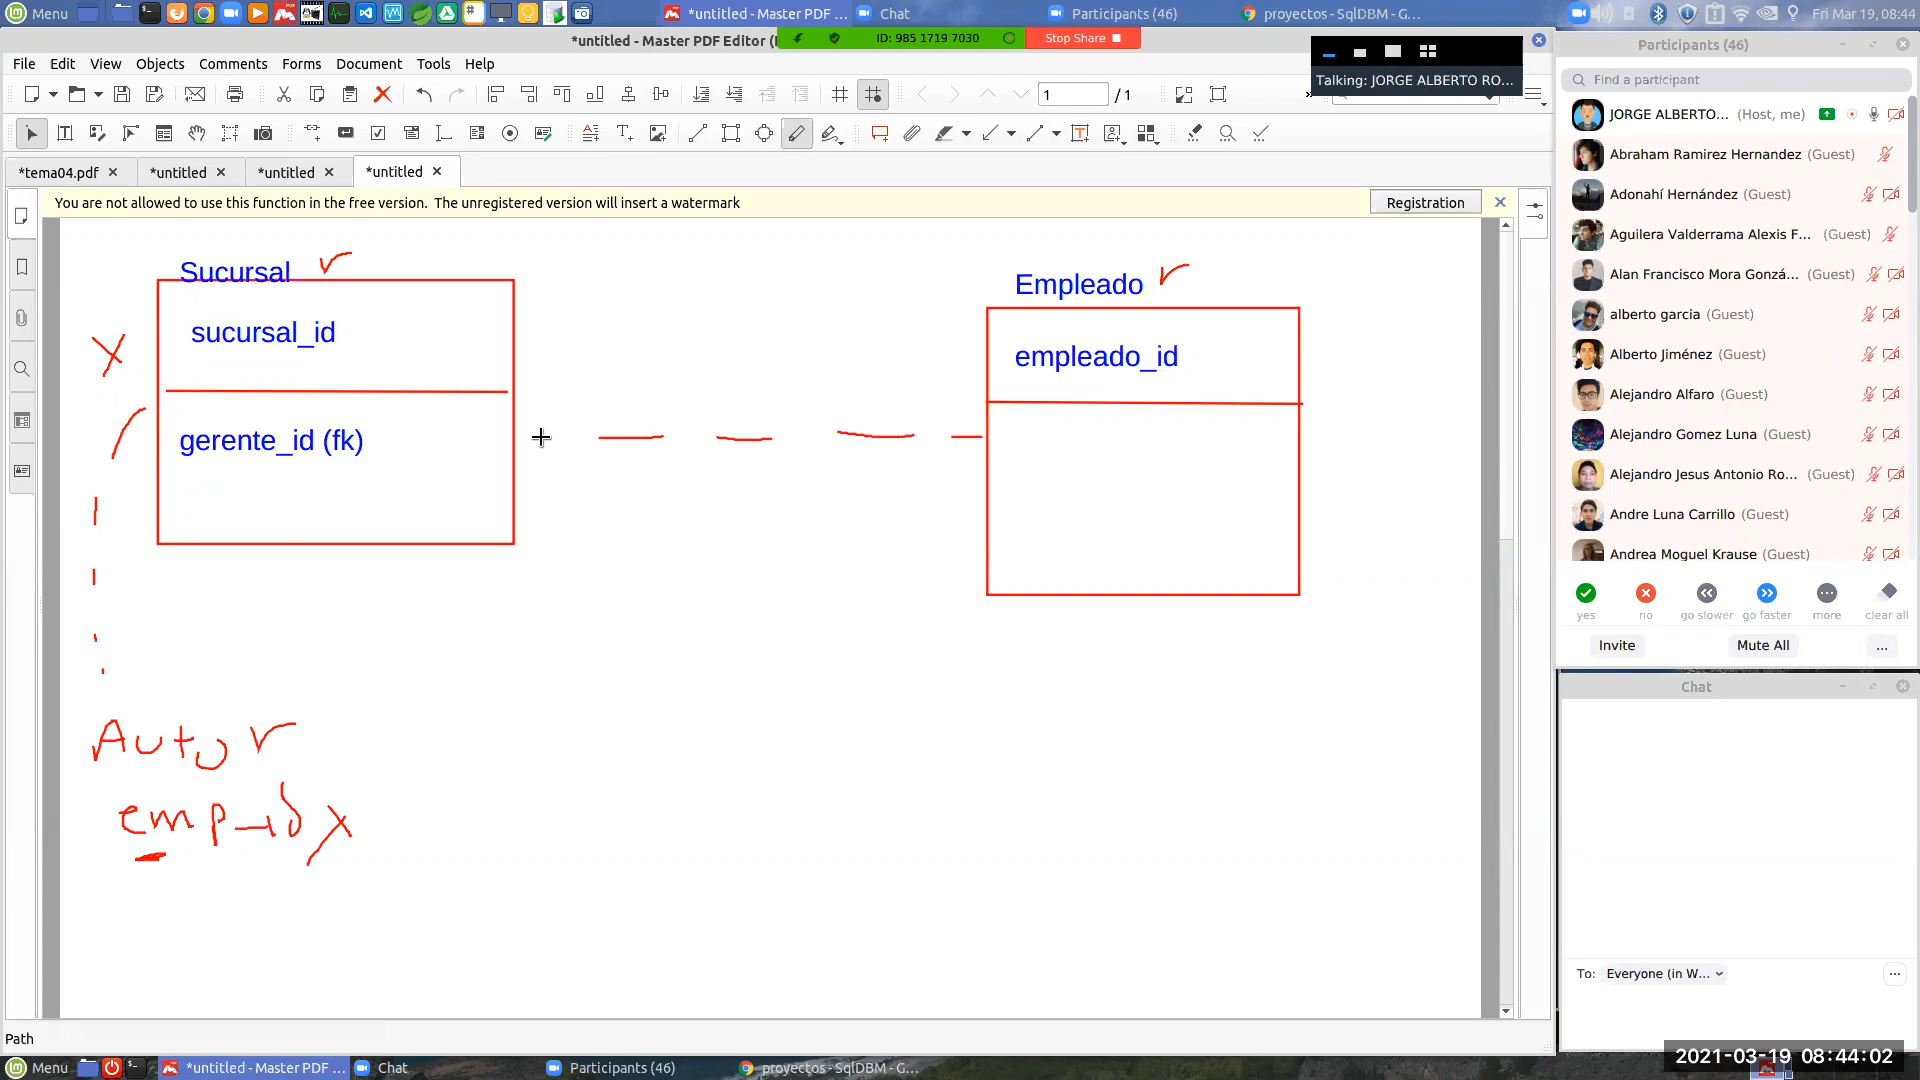 Menu
*untitled - Master PDF ...
Chat
Participants (46)
proyectos - SqlDBM - G...
Fri Mar 19, 08:44
*untitled - Master PDF Editor (
ID: 985 1719 7030
Stop Share
Talking: JORGE ALBERTO RO...
File Edit View Objects Comments Forms Document Tools Help
1 / 1
*tema04.pdf
*untitled
*untitled
*untitled
You are not allowed to use this function in the free version. The unregistered version will insert a watermark
Registration
Sucursal
sucursal_id
gerente_id (fk)
Empleado
empleado_id
Auto
emp_id
Path
Participants (46)
Find a participant
JORGE ALBERTO... (Host, me)
Abraham Ramirez Hernandez (Guest)
Adonahí Hernández (Guest)
Aguilera Valderrama Alexis F... (Guest)
Alan Francisco Mora Gonzá... (Guest)
alberto garcia (Guest)
Alberto Jiménez (Guest)
Alejandro Alfaro (Guest)
Alejandro Gomez Luna (Guest)
Alejandro Jesus Antonio Ro... (Guest)
Andre Luna Carrillo (Guest)
Andrea Moguel Krause (Guest)
yes no go slower go faster more clear all
Invite Mute All ...
Chat
To: Everyone (in W...
Menu
*untitled - Master PDF ...
Chat
Participants (46)
proyectos - SqlDBM - G...
2021-03-19 08:44:02